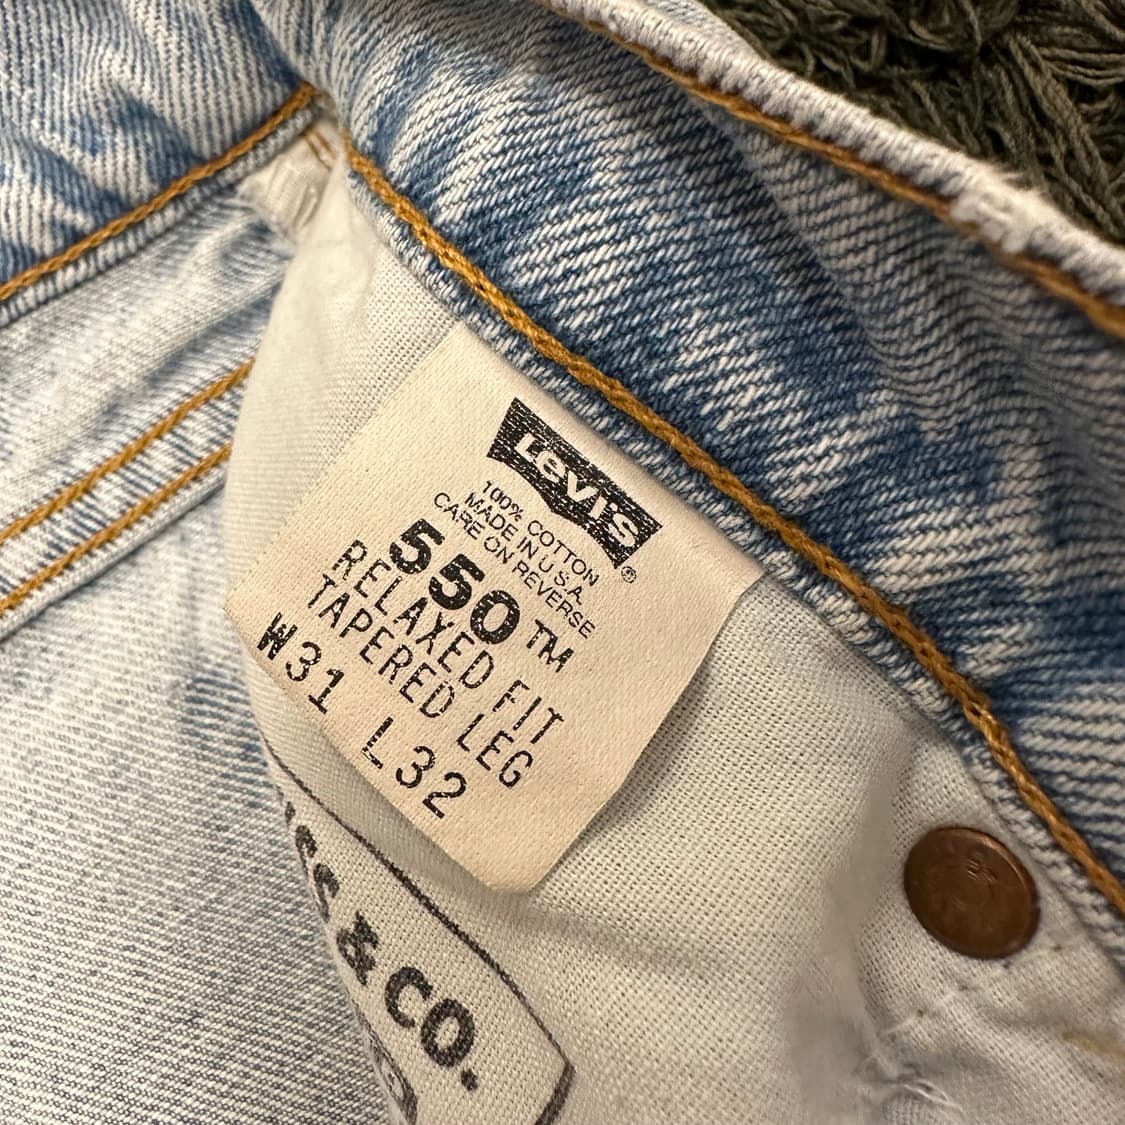 Levi's ®
100% COTTON
MADE IN U.S.A.
CARE ON REVERSE
550™
RELAXED FIT
TAPERED LEG
W31 L32
& CO.